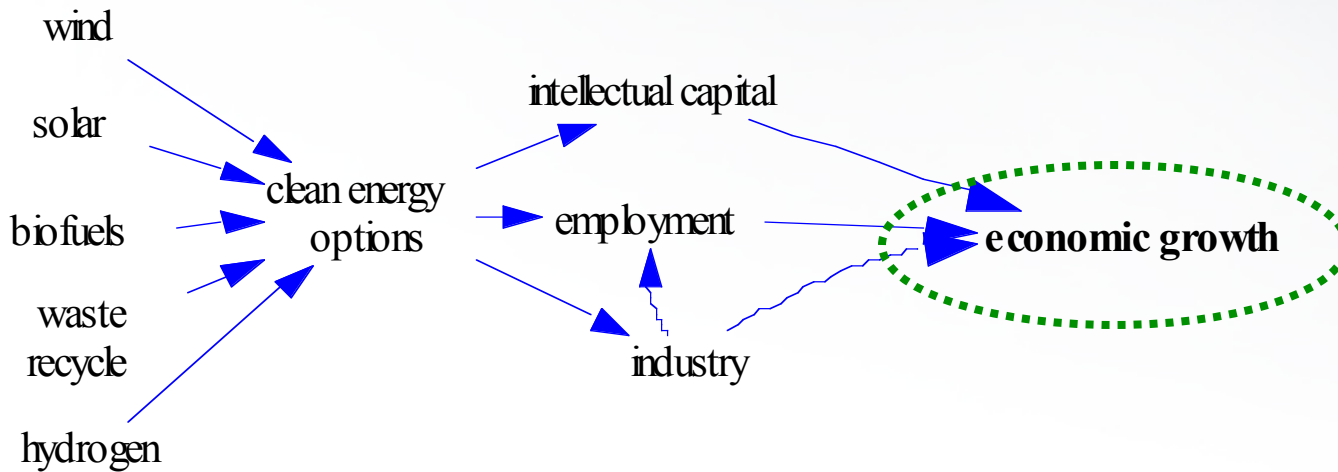 wind
solar
biofuels
waste
recycle
hydrogen
clean energy
options
intellectual capital
employment
industry
economic growth